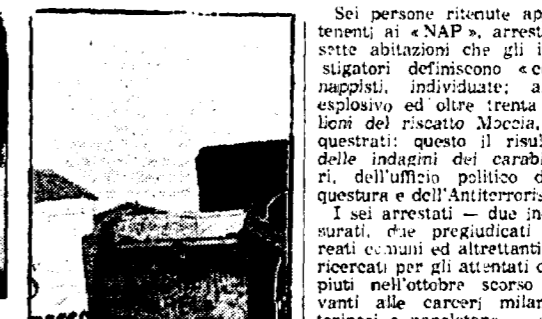 Sei persone ritenute ap
tenenti ai « NAP », arrest
sette abitazioni che gli i
stigatori definiscono « c
nappisti, individuate; a
esplosivo ed oltre trenta
lioni del riscatto Moccia,
questrati: questo il risul
delle indagini dei carabi
ri, dell'ufficio politico d
questura e dell'Antiterroris
I sei arrestati — due in
surati, due pregiudicati
reati comuni ed altrettanti
ricercati per gli attentati c
piuti nell'ottobre scorso
vanti alle carceri milar